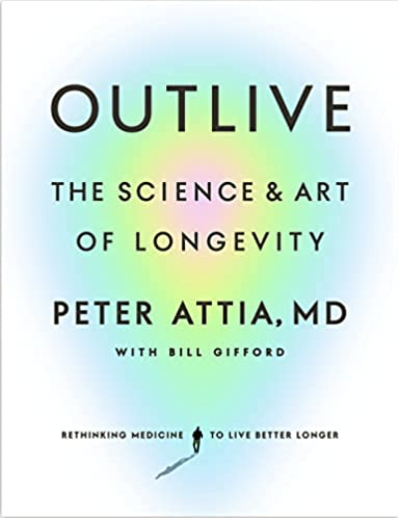 OUTLIVE
THE SCIENCE & ART
OF LONGEVITY
PETER ATTIA, MD
WITH BILL GIFFORD
RETHINKING MEDICINE TO LIVE BETTER LONGER